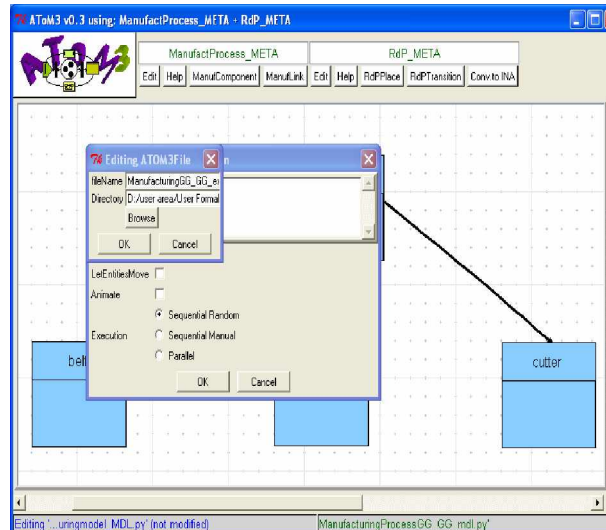 AToM3 v0.3 using: ManufactProcess_META + RdP_META
ATOM3
ManufactProcess_META RdP_META
Edit Help ManufComponent ManufLink Edit Help RdPPlace RdPTransition Conv.to INA
Editing ATOM3File
fileName ManufacturingGG_GG_e
Directory D:/user area/User Formal
Browse
OK Cancel
LetEntitiesMove
Animate
Sequential Random
Execution Sequential Manual
Parallel
OK Cancel
belt
cutter
Editing '...uringmodel_MDL.py' (not modified) ManufacturingProcessGG_GG_mdl.py'